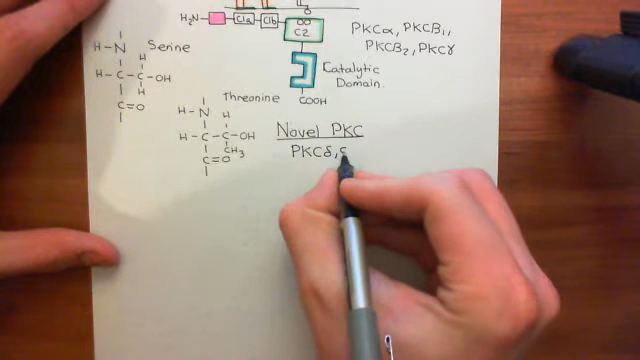 H₂N C1a C1b C2
PKCα, PKCβ₁,
PKCβ₂, PKCγ
Catalytic
Domain.
COOH
Serine
H-N H
H-C-C-OH
H
C=O
Threonine
H-N H
H-C-C-OH
CH₃
C=O
Novel PKC
PKCδ,